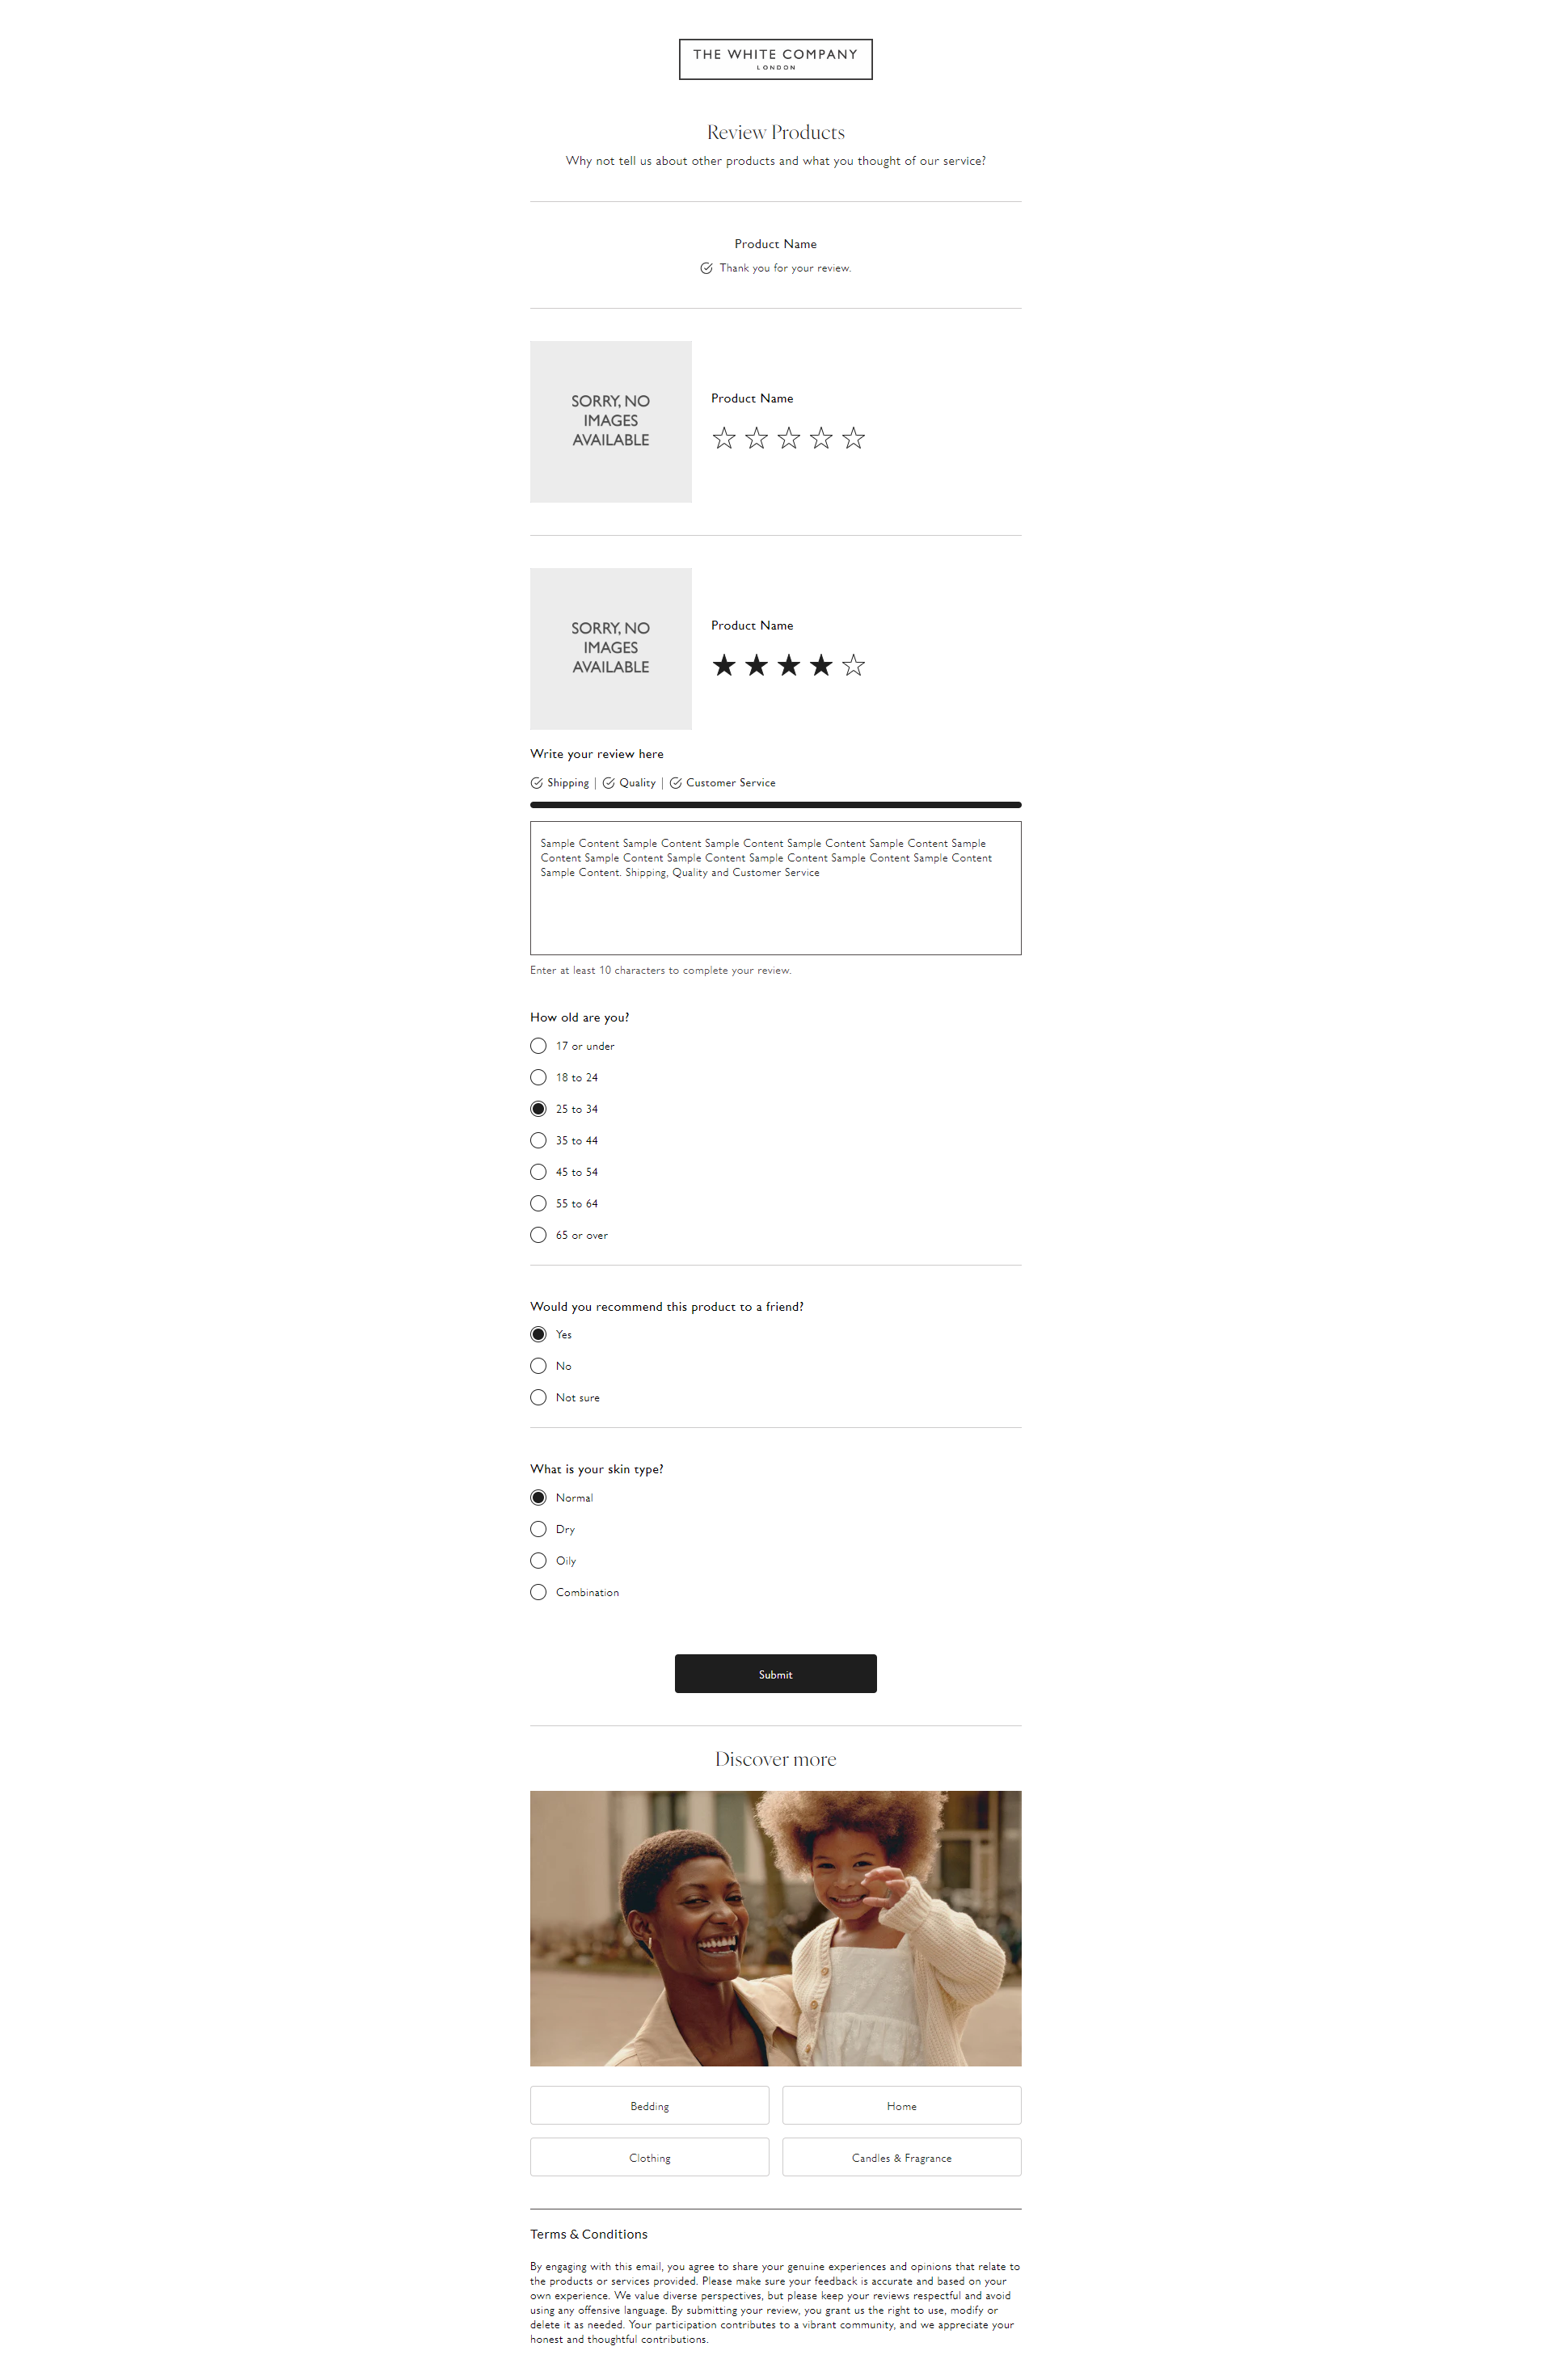 THE WHITE COMPANY
LONDON
Review Products
Why not tell us about other products and what you thought of our service?
Product Name
Thank you for your review.
SORRY, NO
IMAGES
AVAILABLE
Product Name
SORRY, NO
IMAGES
AVAILABLE
Product Name
Write your review here
Shipping | Quality | Customer Service
Sample Content Sample Content Sample Content Sample Content Sample Content Sample
Content Sample Content Sample Content Sample Content Sample Content Sample Content
Sample Content. Shipping, Quality and Customer Service
Enter at least 10 characters to complete your review.
How old are you?
17 or under
18 to 24
25 to 34
35 to 44
45 to 54
55 to 64
65 or over
Would you recommend this product to a friend?
Yes
No
Not sure
What is your skin type?
Normal
Dry
Oily
Combination
Submit
Discover more
Bedding
Home
Clothing
Candles & Fragrance
Terms & Conditions
By engaging with this email, you agree to share your genuine experiences and opinions that relate to
the products or services provided. Please make sure your feedback is accurate and based on your
own experience. We value diverse perspectives, but please keep your reviews respectful and avoid
using any offensive language. By submitting your review, you grant us the right to use, modify or
delete it as needed. Your participation contributes to a vibrant community, and we appreciate your
honest and thoughtful contributions.